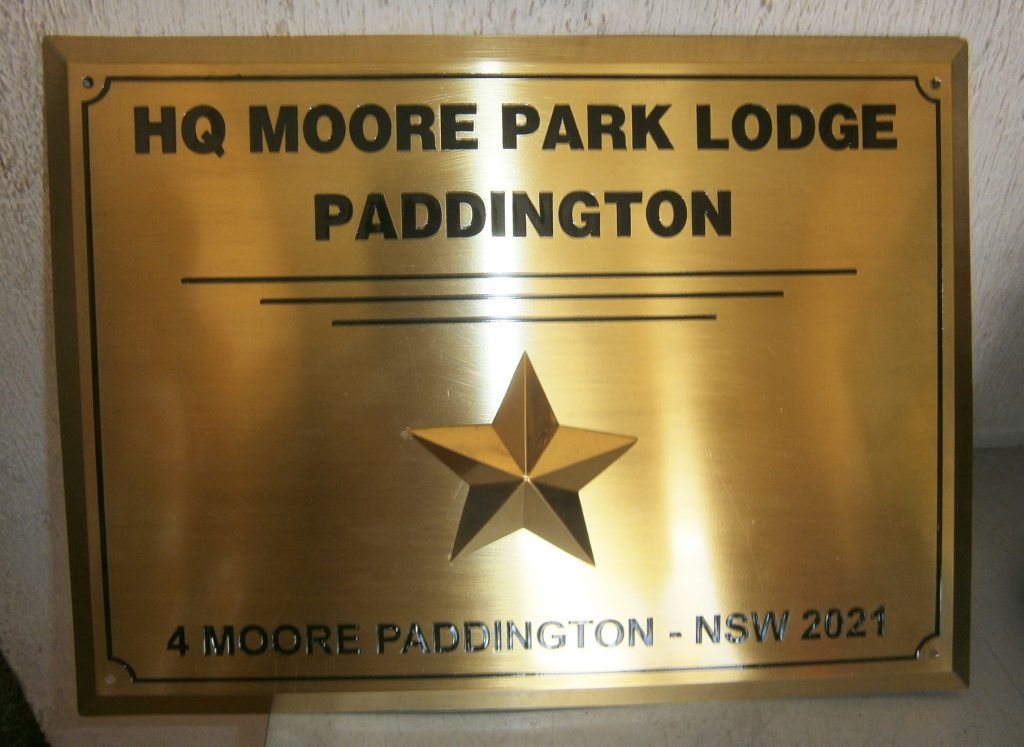 HQ MOORE PARK LODGE
PADDINGTON
4 MOORE PADDINGTON - NSW 2021